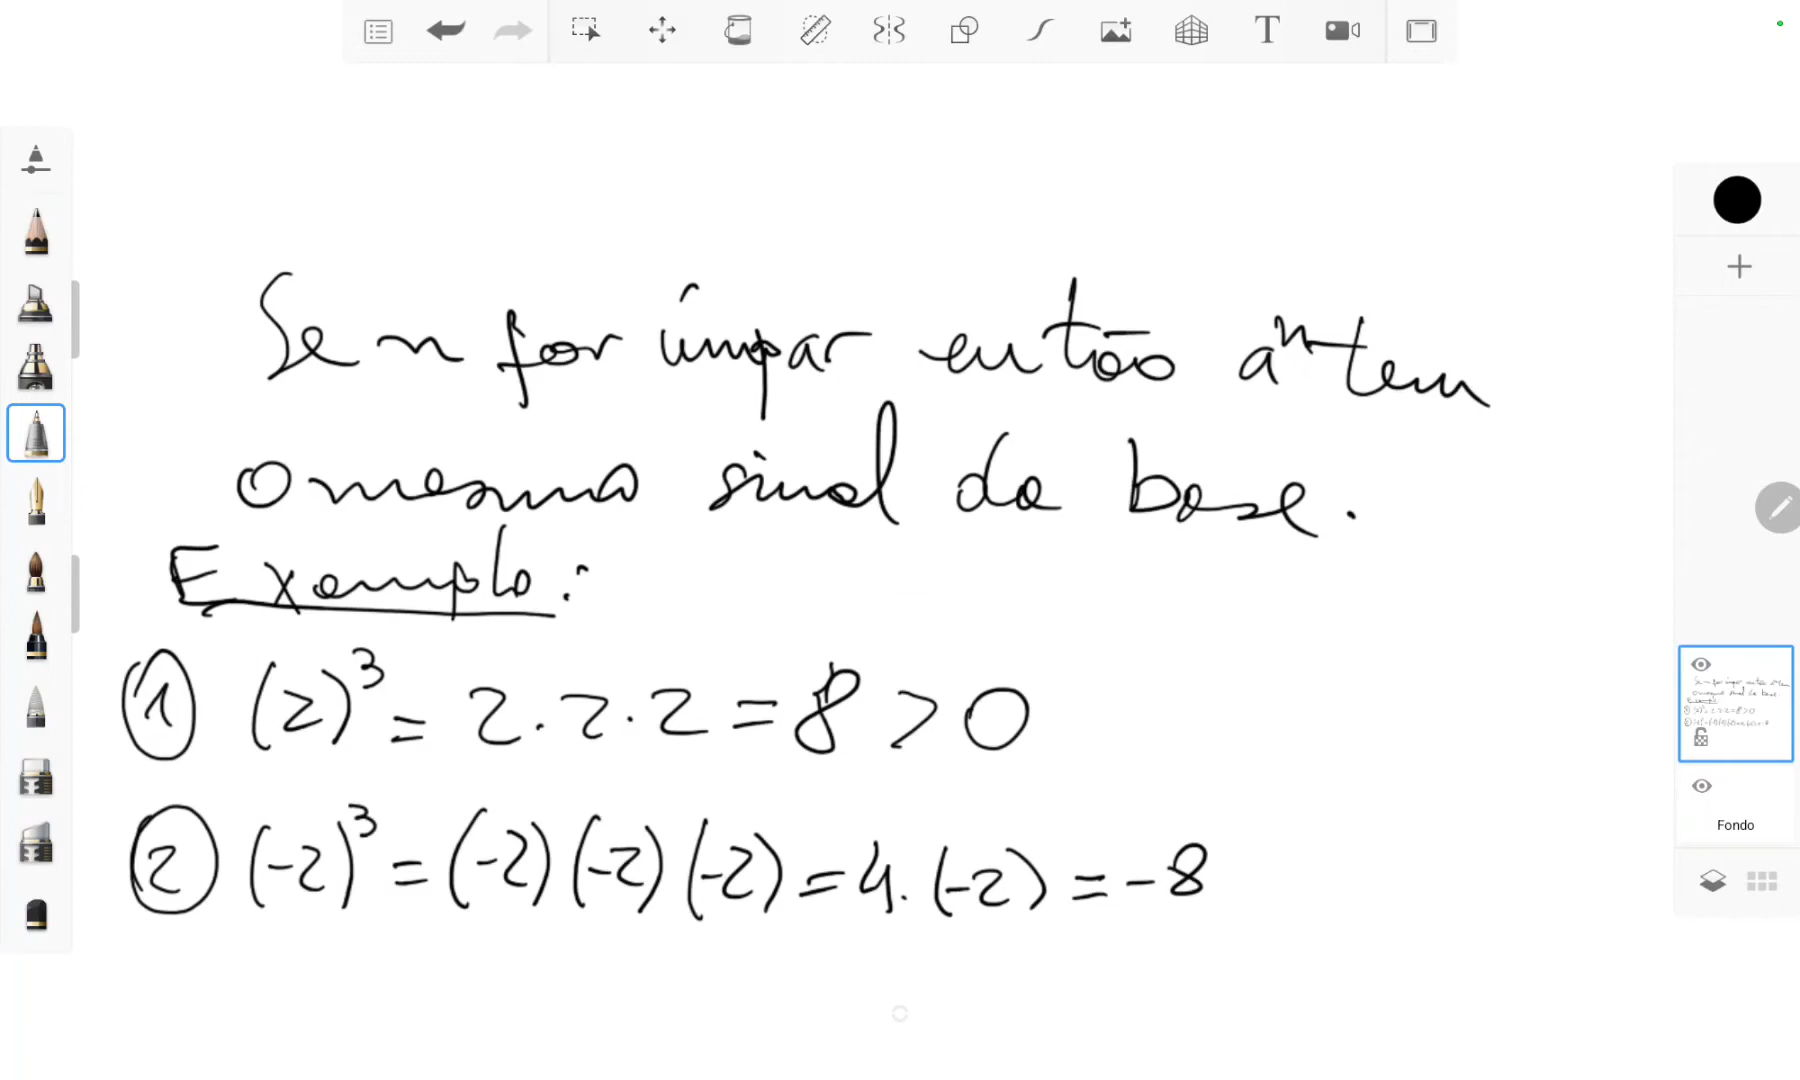 T
Se n for ímpar então aⁿ tem
o mesmo sinal da base.
Exemplo:
① (2)³ = 2.2.2 = 8 > 0
② (-2)³ = (-2)(-2)(-2) = 4.(-2) = -8
Fondo